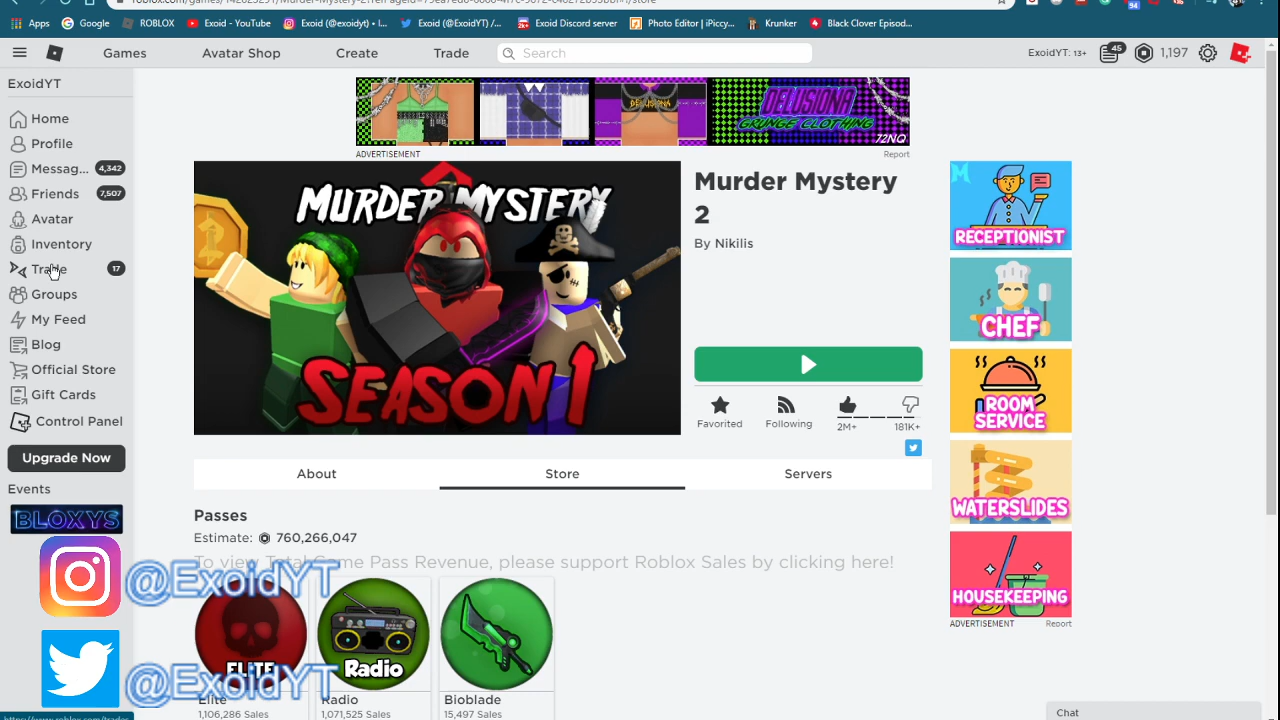 Apps
Exoid
ROBLOX
Exoid - YouTube
Exoid (@exoidyt) • I...
Exoid (@ExoidYT) /...
Exoid Discord server
Photo Editor | iPiccy...
Krunker
Black Clover Episod...
Games
Avatar Shop
Create
Trade
Search
ExoidYT: 13+
45
1,197
ExoidYT
Home
Profile
Messag... 4,342
Friends 7,507
Avatar
Inventory
Trade 17
Groups
My Feed
Blog
Official Store
Gift Cards
Control Panel
Upgrade Now
Events
BLOXYS
@ExoidYT
@ExoidYT
DELUSIONA
DELUSIONA
GRUNGE CLOTHING
72NQ
ADVERTISEMENT
Report
MURDER MYSTERY
2
SEASON 1
Murder Mystery
2
By Nikilis
Favorited
Following
2M+
181K+
About
Store
Servers
Passes
Estimate: 760,266,047
To view Total Game Pass Revenue, please support Roblox Sales by clicking here!
ELITE
Radio
Elite
1,106,286 Sales
Radio
1,071,525 Sales
Bioblade
15,497 Sales
M
RECEPTIONIST
CHEF
ROOM
SERVICE
WATERSLIDES
HOUSEKEEPING
ADVERTISEMENT
Report
Chat